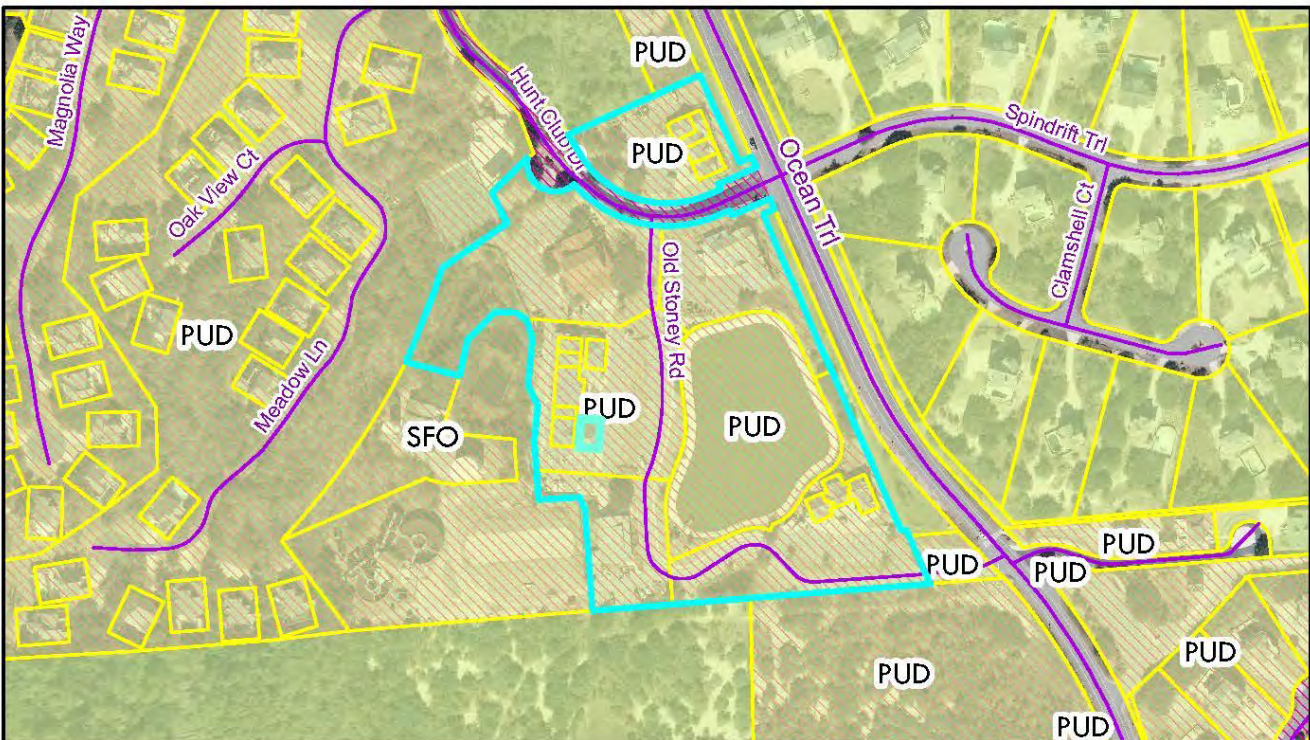 PUD
Magnolia Way
Hunt Club Dr
PUD
Ocean Trl
Spindrift Trl
Oak View Ct
Clamshell Ct
Old Stoney Rd
PUD
Meadow Ln
PUD
PUD
SFO
PUD
PUD
PUD
PUD
PUD
PUD